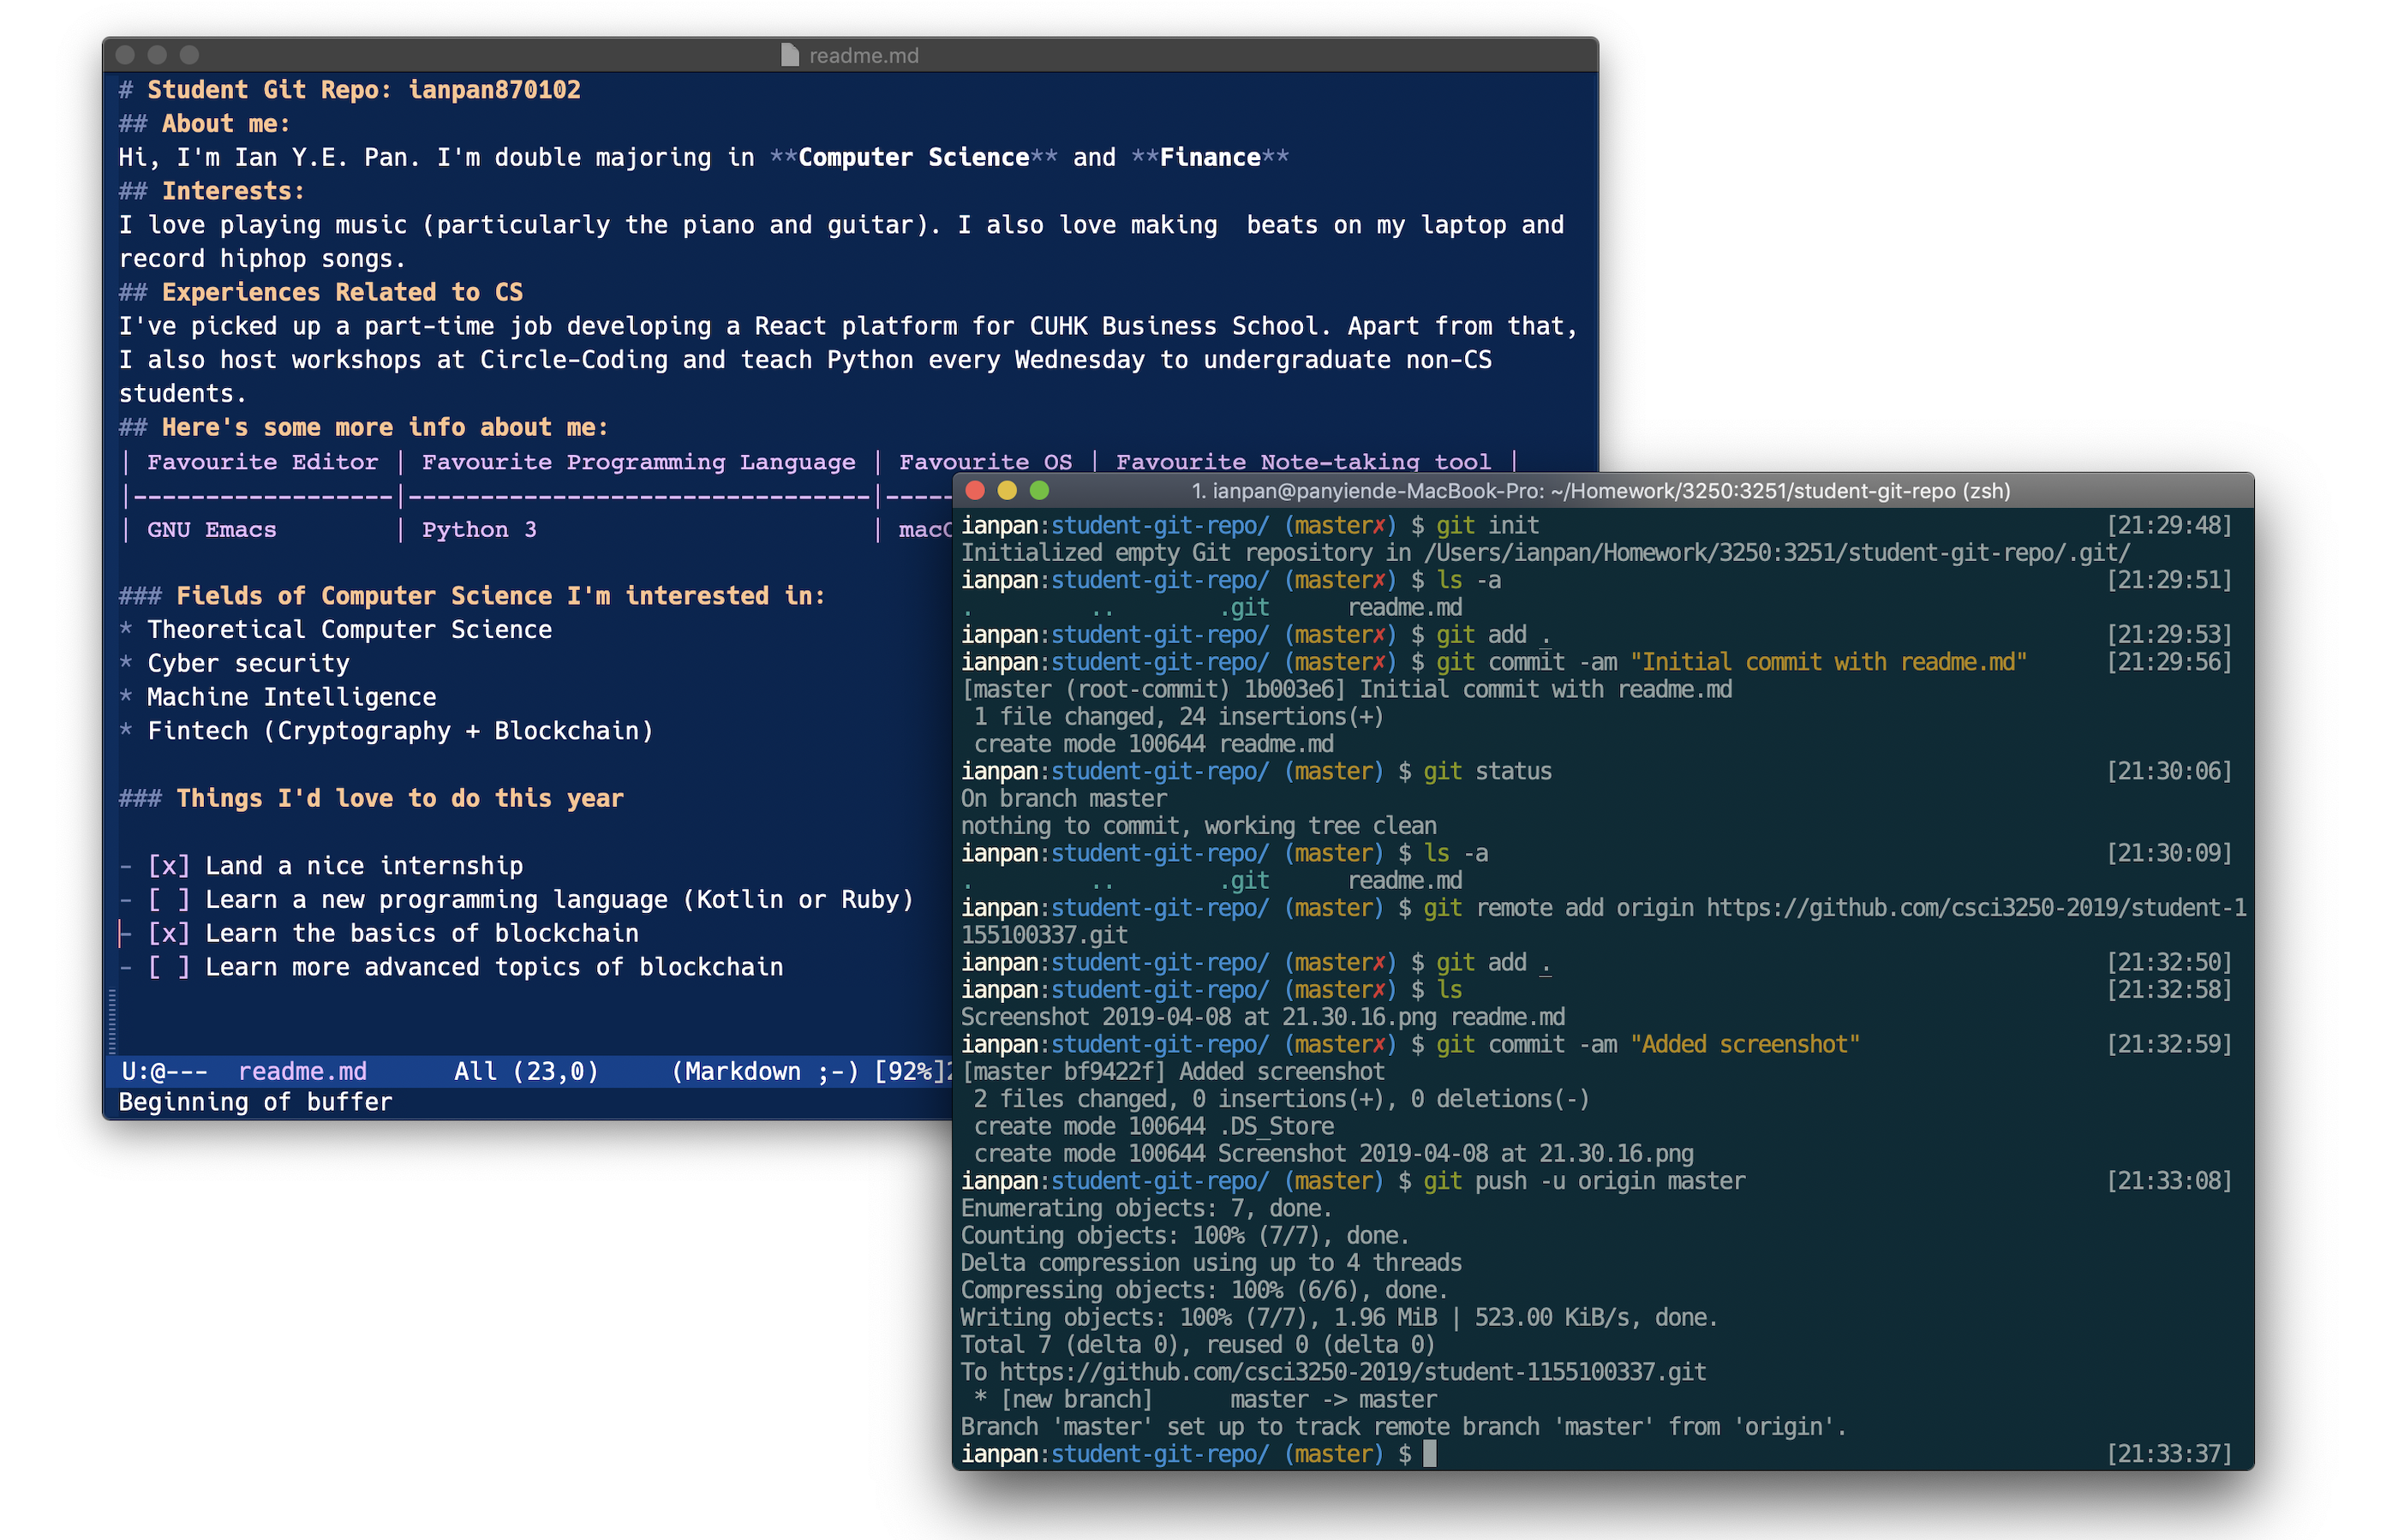 readme.md
# Student Git Repo: ianpan870102
## About me:
Hi, I'm Ian Y.E. Pan. I'm double majoring in **Computer Science** and **Finance**
## Interests:
I love playing music (particularly the piano and guitar). I also love making  beats on my laptop and
record hiphop songs.
## Experiences Related to CS
I've picked up a part-time job developing a React platform for CUHK Business School. Apart from that,
I also host workshops at Circle-Coding and teach Python every Wednesday to undergraduate non-CS
students.
## Here's some more info about me:
| Favourite Editor | Favourite Programming Language | Favourite OS | Favourite Note-taking tool |
|------------------|--------------------------------|----
| GNU Emacs        | Python 3                       |
### Fields of Computer Science I'm interested in:
* Theoretical Computer Science
* Cyber security
* Machine Intelligence
* Fintech (Cryptography + Blockchain)
### Things I'd love to do this year
- [x] Land a nice internship
- [ ] Learn a new programming language (Kotlin or Ruby)
- [x] Learn the basics of blockchain
- [ ] Learn more advanced topics of blockchain
U:@---  readme.md      All (23,0)     (Markdown ;-) [92%]
Beginning of buffer
1. ianpan@panyiende-MacBook-Pro: ~/Homework/3250:3251/student-git-repo (zsh)
ianpan:student-git-repo/ (master✗) $ git init [21:29:48]
Initialized empty Git repository in /Users/ianpan/Homework/3250:3251/student-git-repo/.git/
ianpan:student-git-repo/ (master✗) $ ls -a [21:29:51]
.         ..        .git      readme.md
ianpan:student-git-repo/ (master✗) $ git add . [21:29:53]
ianpan:student-git-repo/ (master✗) $ git commit -am "Initial commit with readme.md" [21:29:56]
[master (root-commit) 1b003e6] Initial commit with readme.md
 1 file changed, 24 insertions(+)
 create mode 100644 readme.md
ianpan:student-git-repo/ (master) $ git status [21:30:06]
On branch master
nothing to commit, working tree clean
ianpan:student-git-repo/ (master) $ ls -a [21:30:09]
.         ..        .git      readme.md
ianpan:student-git-repo/ (master) $ git remote add origin https://github.com/csci3250-2019/student-1
155100337.git
ianpan:student-git-repo/ (master✗) $ git add . [21:32:50]
ianpan:student-git-repo/ (master✗) $ ls [21:32:58]
Screenshot 2019-04-08 at 21.30.16.png readme.md
ianpan:student-git-repo/ (master✗) $ git commit -am "Added screenshot" [21:32:59]
[master bf9422f] Added screenshot
 2 files changed, 0 insertions(+), 0 deletions(-)
 create mode 100644 .DS_Store
 create mode 100644 Screenshot 2019-04-08 at 21.30.16.png
ianpan:student-git-repo/ (master) $ git push -u origin master [21:33:08]
Enumerating objects: 7, done.
Counting objects: 100% (7/7), done.
Delta compression using up to 4 threads
Compressing objects: 100% (6/6), done.
Writing objects: 100% (7/7), 1.96 MiB | 523.00 KiB/s, done.
Total 7 (delta 0), reused 0 (delta 0)
To https://github.com/csci3250-2019/student-1155100337.git
 * [new branch]      master -> master
Branch 'master' set up to track remote branch 'master' from 'origin'.
ianpan:student-git-repo/ (master) $ [21:33:37]